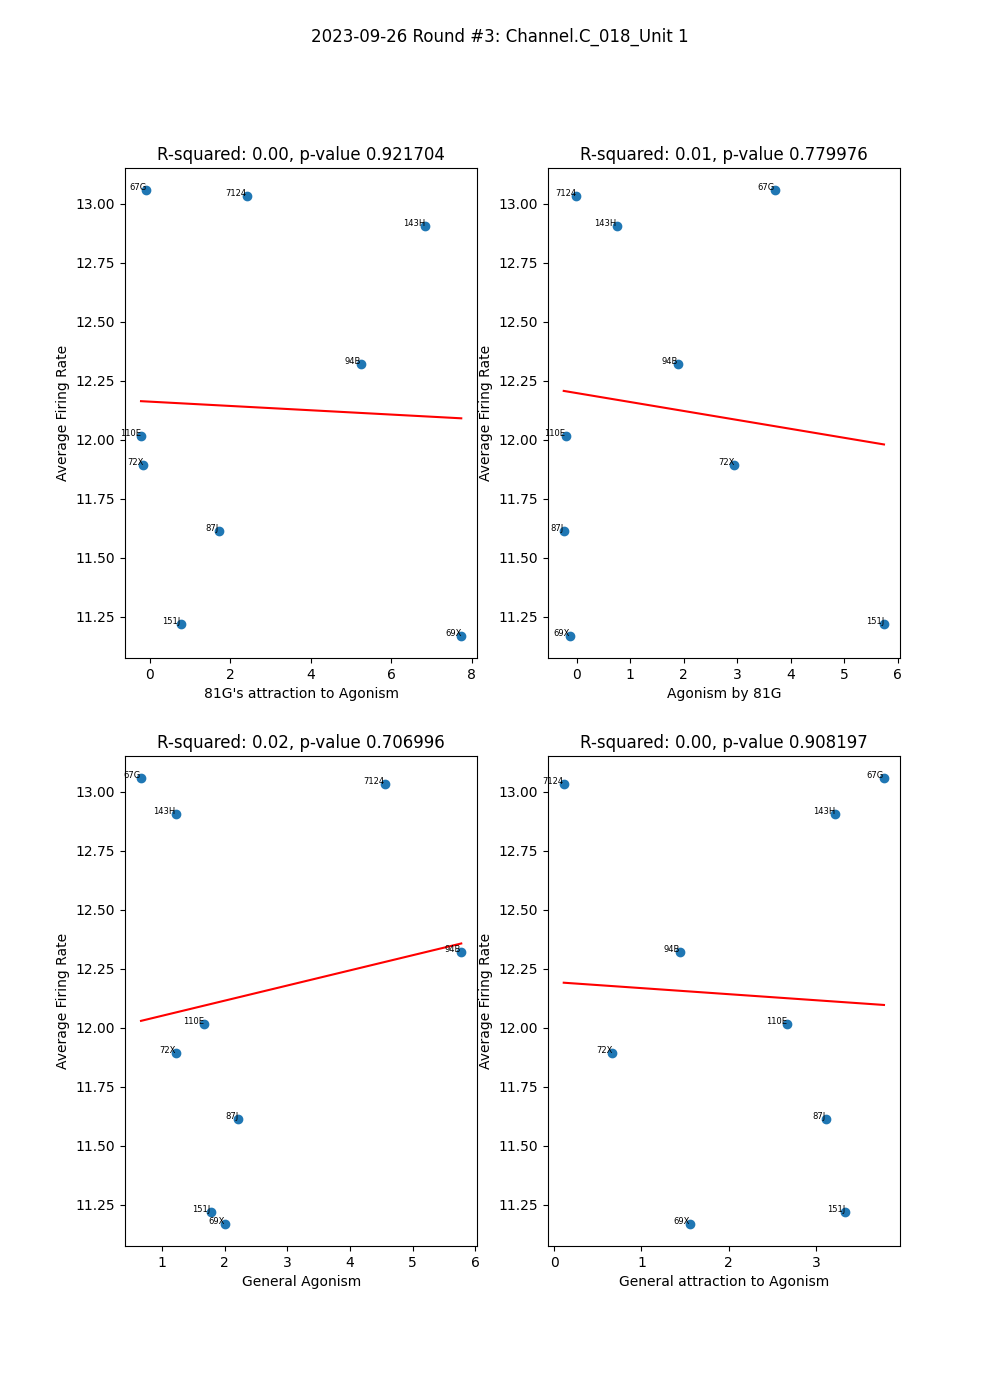 2023-09-26 Round #3: Channel.C_018_Unit 1
R-squared: 0.00, p-value 0.921704
67G
7124
143H
94B
110E
72X
87J
151J
69X
13.00
12.75
12.50
12.25
12.00
11.75
11.50
11.25
Average Firing Rate
0 2 4 6 8
81G's attraction to Agonism
R-squared: 0.01, p-value 0.779976
7124
67G
143H
94B
110E
72X
87J
151J
69X
13.00
12.75
12.50
12.25
12.00
11.75
11.50
11.25
Average Firing Rate
0 1 2 3 4 5 6
Agonism by 81G
R-squared: 0.02, p-value 0.706996
67G
7124
143H
94B
110E
72X
87J
151J
69X
13.00
12.75
12.50
12.25
12.00
11.75
11.50
11.25
Average Firing Rate
1 2 3 4 5 6
General Agonism
R-squared: 0.00, p-value 0.908197
7124
67G
143H
94B
110E
72X
87J
151J
69X
13.00
12.75
12.50
12.25
12.00
11.75
11.50
11.25
Average Firing Rate
0 1 2 3
General attraction to Agonism